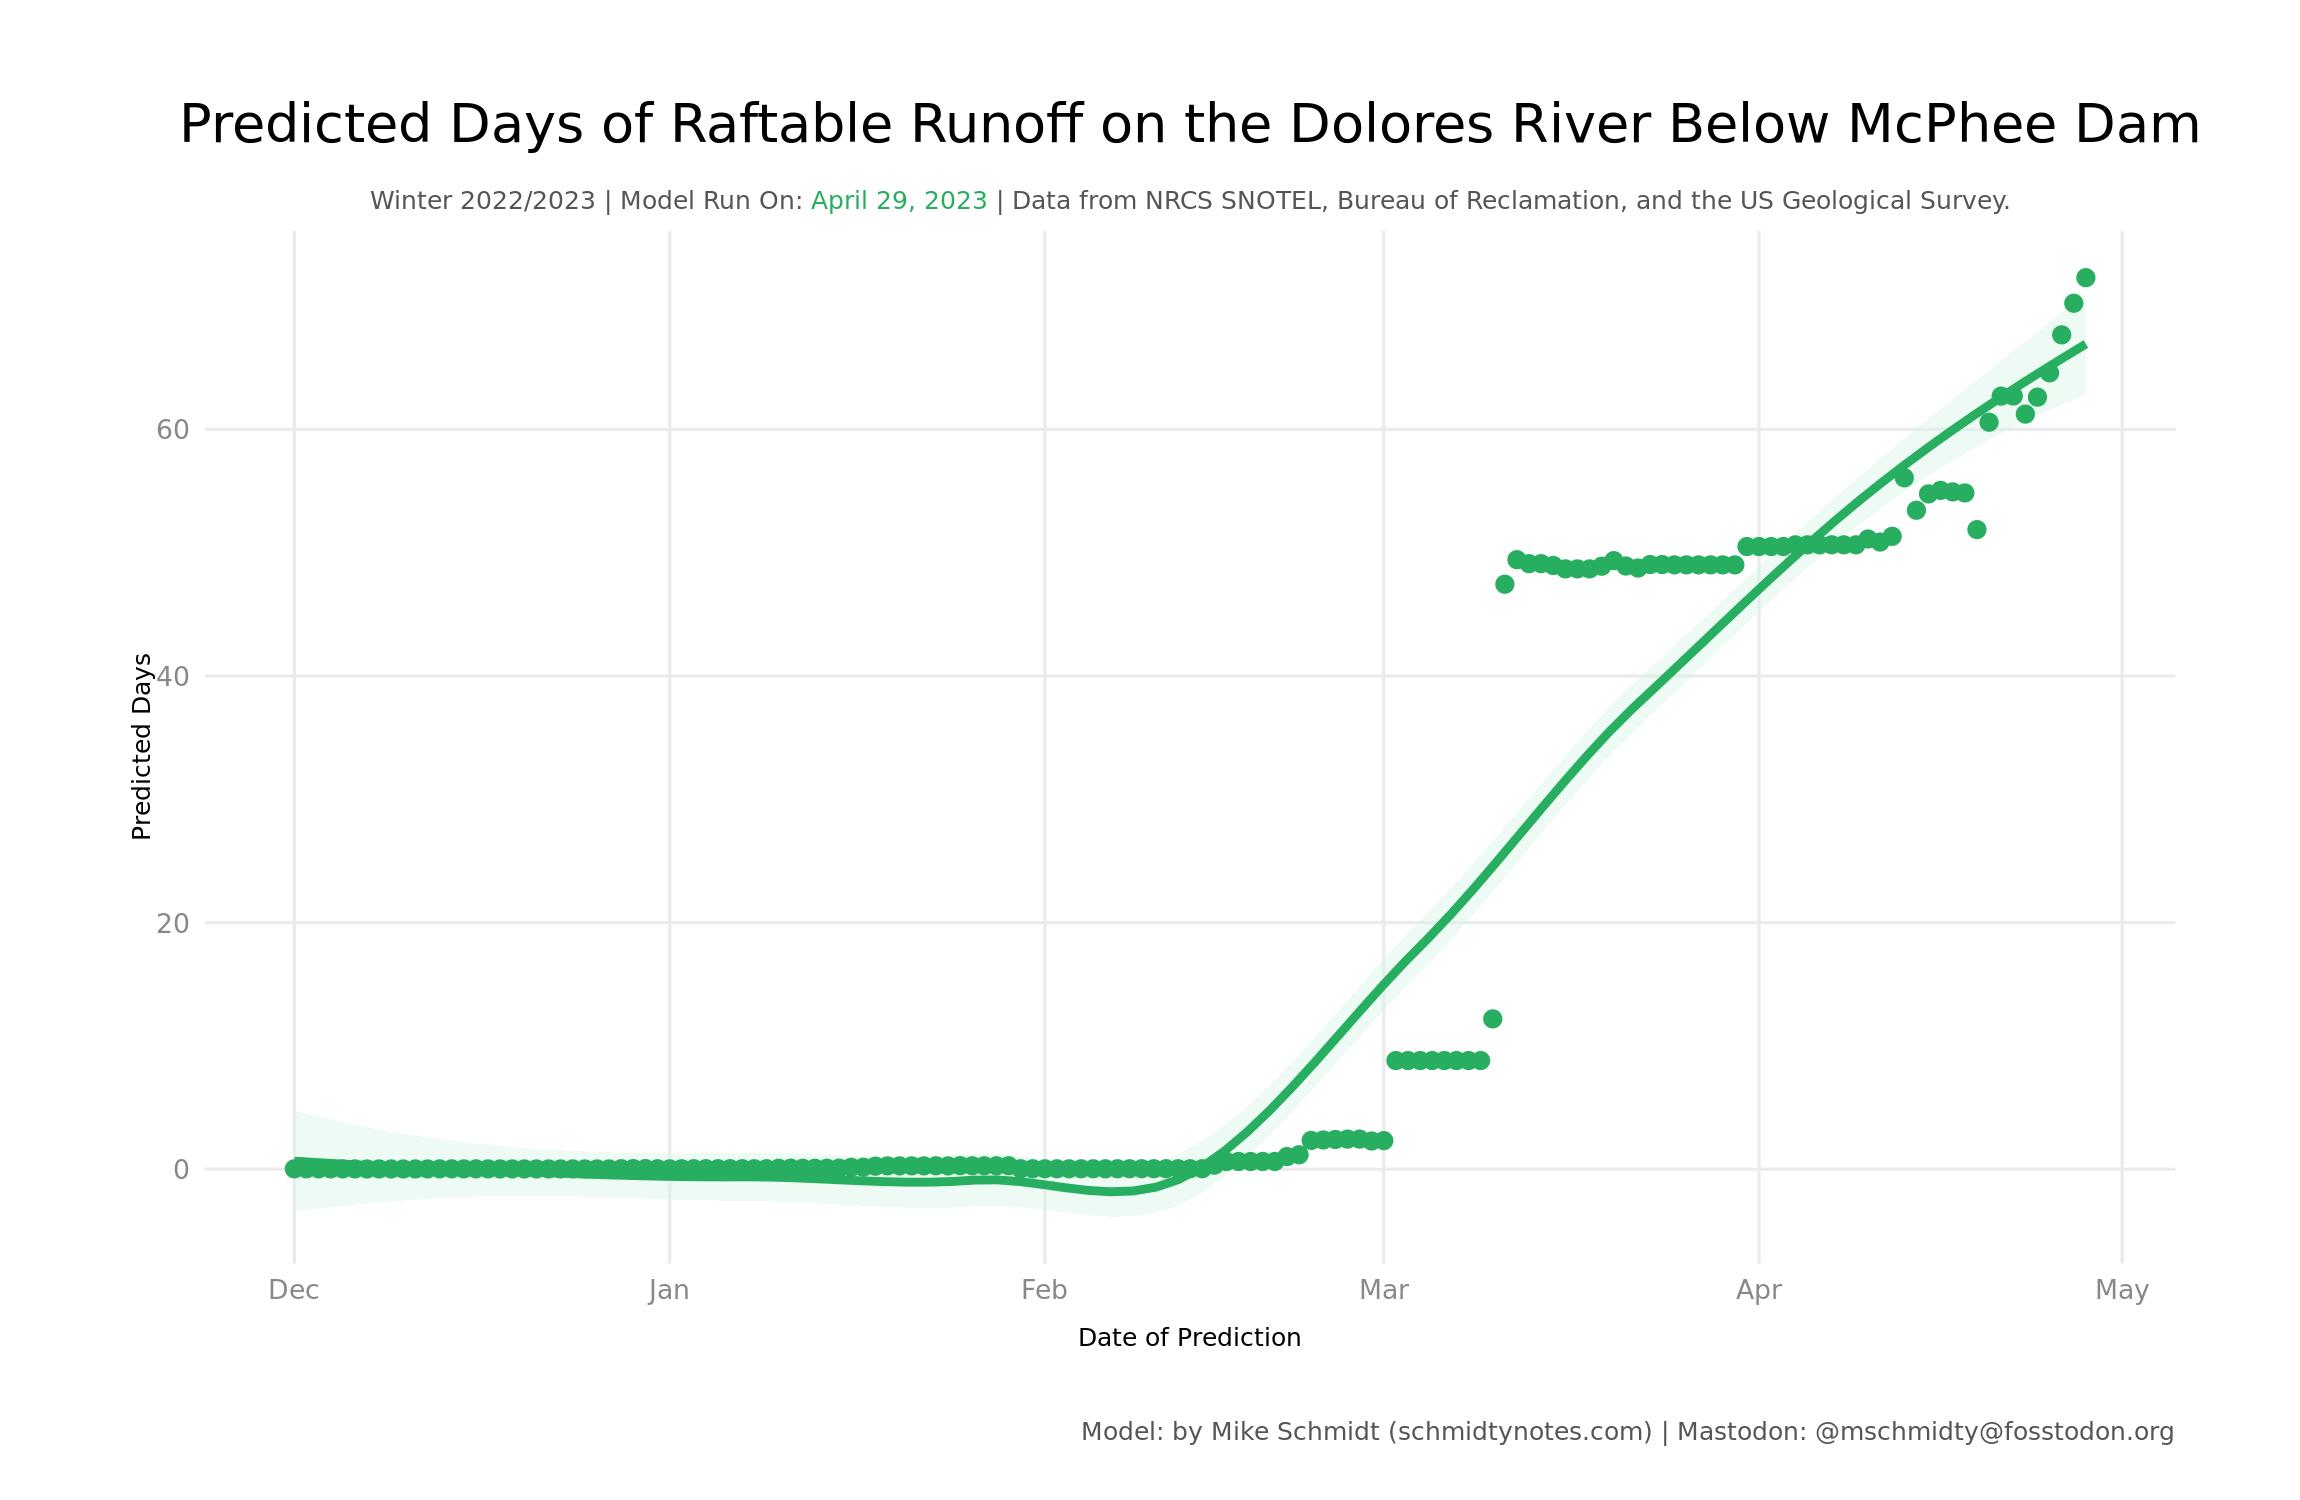 Predicted Days of Raftable Runoff on the Dolores River Below McPhee Dam
Winter 2022/2023 | Model Run On: April 29, 2023 | Data from NRCS SNOTEL, Bureau of Reclamation, and the US Geological Survey.
Predicted Days
60
40
20
0
Dec Jan Feb Mar Apr May
Date of Prediction
Model: by Mike Schmidt (schmidtynotes.com) | Mastodon: @mschmidty@fosstodon.org